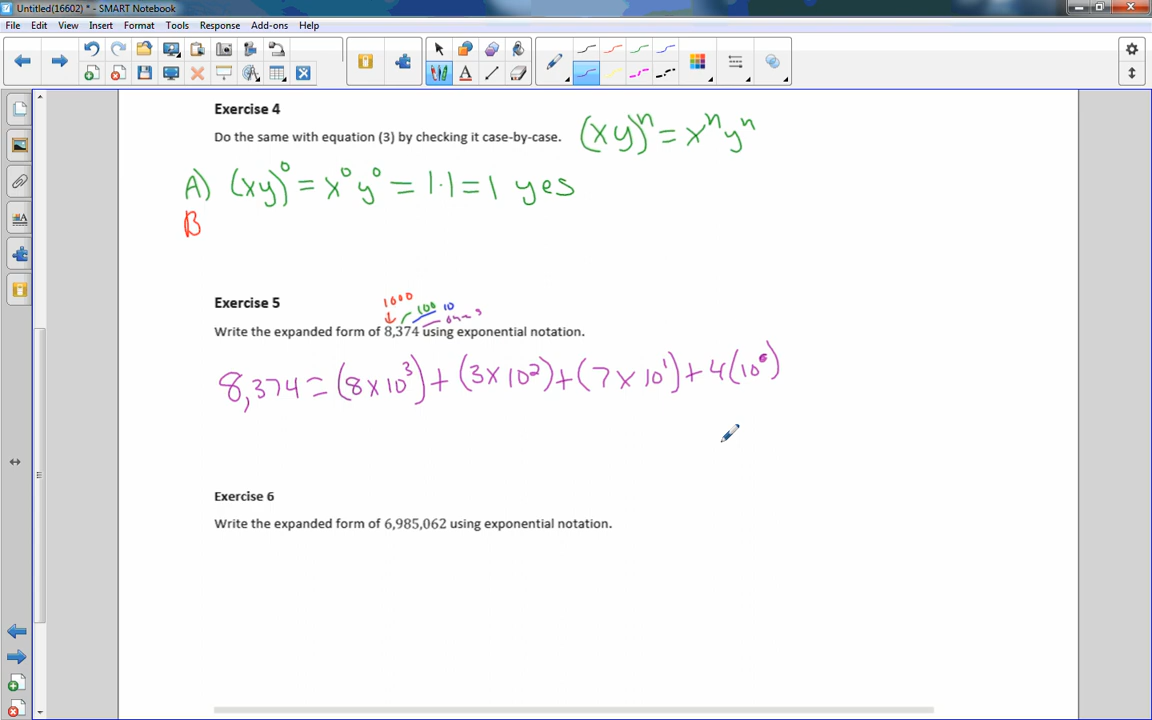 Untitled(16602) * - SMART Notebook
File Edit View Insert Format Tools Response Add-ons Help
Exercise 4
Do the same with equation (3) by checking it case-by-case. (xy)ⁿ = xⁿyⁿ
A) (xy)⁰ = x⁰y⁰ = 1·1 = 1 yes
B
Exercise 5
1000 100 10 ones
Write the expanded form of 8,374 using exponential notation.
8,374 = (8 x 10³) + (3 x 10²) + (7 x 10¹) + 4(10⁰)
Exercise 6
Write the expanded form of 6,985,062 using exponential notation.